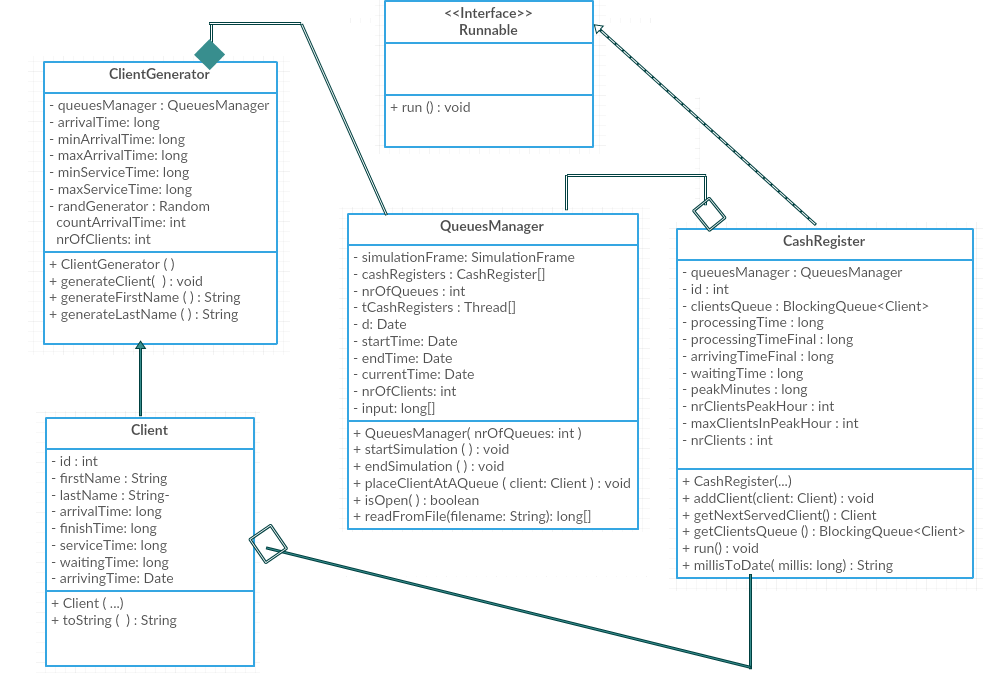 <<Interface>>
Runnable
+ run () : void
ClientGenerator
- queuesManager : QueuesManager
- arrivalTime: long
- minArrivalTime: long
- maxArrivalTime: long
- minServiceTime: long
- maxServiceTime: long
- randGenerator : Random
countArrivalTime: int
nrOfClients: int
+ ClientGenerator ( )
+ generateClient( ) : void
+ generateFirstName ( ) : String
+ generateLastName ( ) : String
QueuesManager
- simulationFrame: SimulationFrame
- cashRegisters : CashRegister[]
- nrOfQueues : int
- tCashRegisters : Thread[]
- d: Date
- startTime: Date
- endTime: Date
- currentTime: Date
- nrOfClients: int
- input: long[]
+ QueuesManager( nrOfQueues: int )
+ startSimulation ( ) : void
+ endSimulation ( ) : void
+ placeClientAtAQueue ( client: Client ) : void
+ isOpen( ) : boolean
+ readFromFile(filename: String): long[]
CashRegister
- queuesManager : QueuesManager
- id : int
- clientsQueue : BlockingQueue<Client>
- processingTime : long
- processingTimeFinal : long
- arrivingTimeFinal : long
- waitingTime : long
- peakMinutes : long
- nrClientsPeakHour : int
- maxClientsInPeakHour : int
- nrClients : int
+ CashRegister(...)
+ addClient(client: Client) : void
+ getNextServedClient() : Client
+ getClientsQueue () : BlockingQueue<Client>
+ run() : void
+ millisToDate( millis: long) : String
Client
- id : int
- firstName : String
- lastName : String-
- arrivalTime: long
- finishTime: long
- serviceTime: long
- waitingTime: long
- arrivingTime: Date
+ Client ( ...)
+ toString ( ) : String